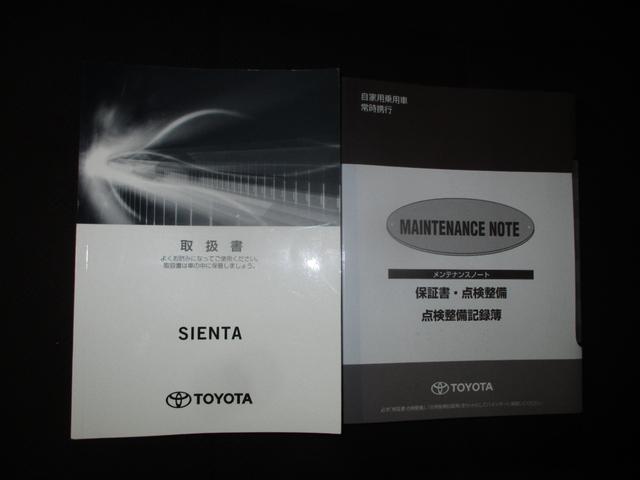 取扱書
よくお読みになってご使用ください。
取扱書は車の中に保管しましょう。
SIENTA
TOYOTA
自家用乗用車
常時携行
MAINTENANCE NOTE
メンテナンスノート
保証書・点検整備
点検整備記録簿
TOYOTA